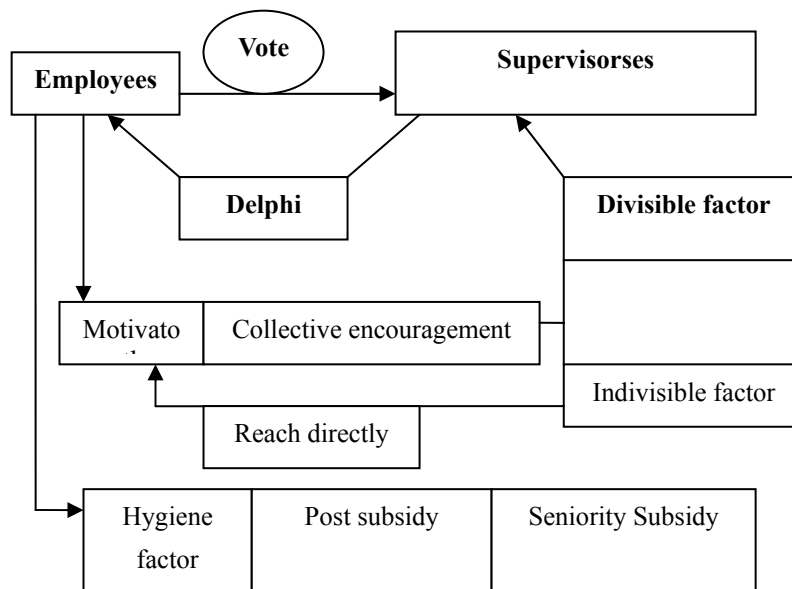 Vote
Employees
Supervisorses
Delphi
Divisible factor
Motivato
Collective encouragement
Indivisible factor
Reach directly
Hygiene
factor
Post subsidy
Seniority Subsidy